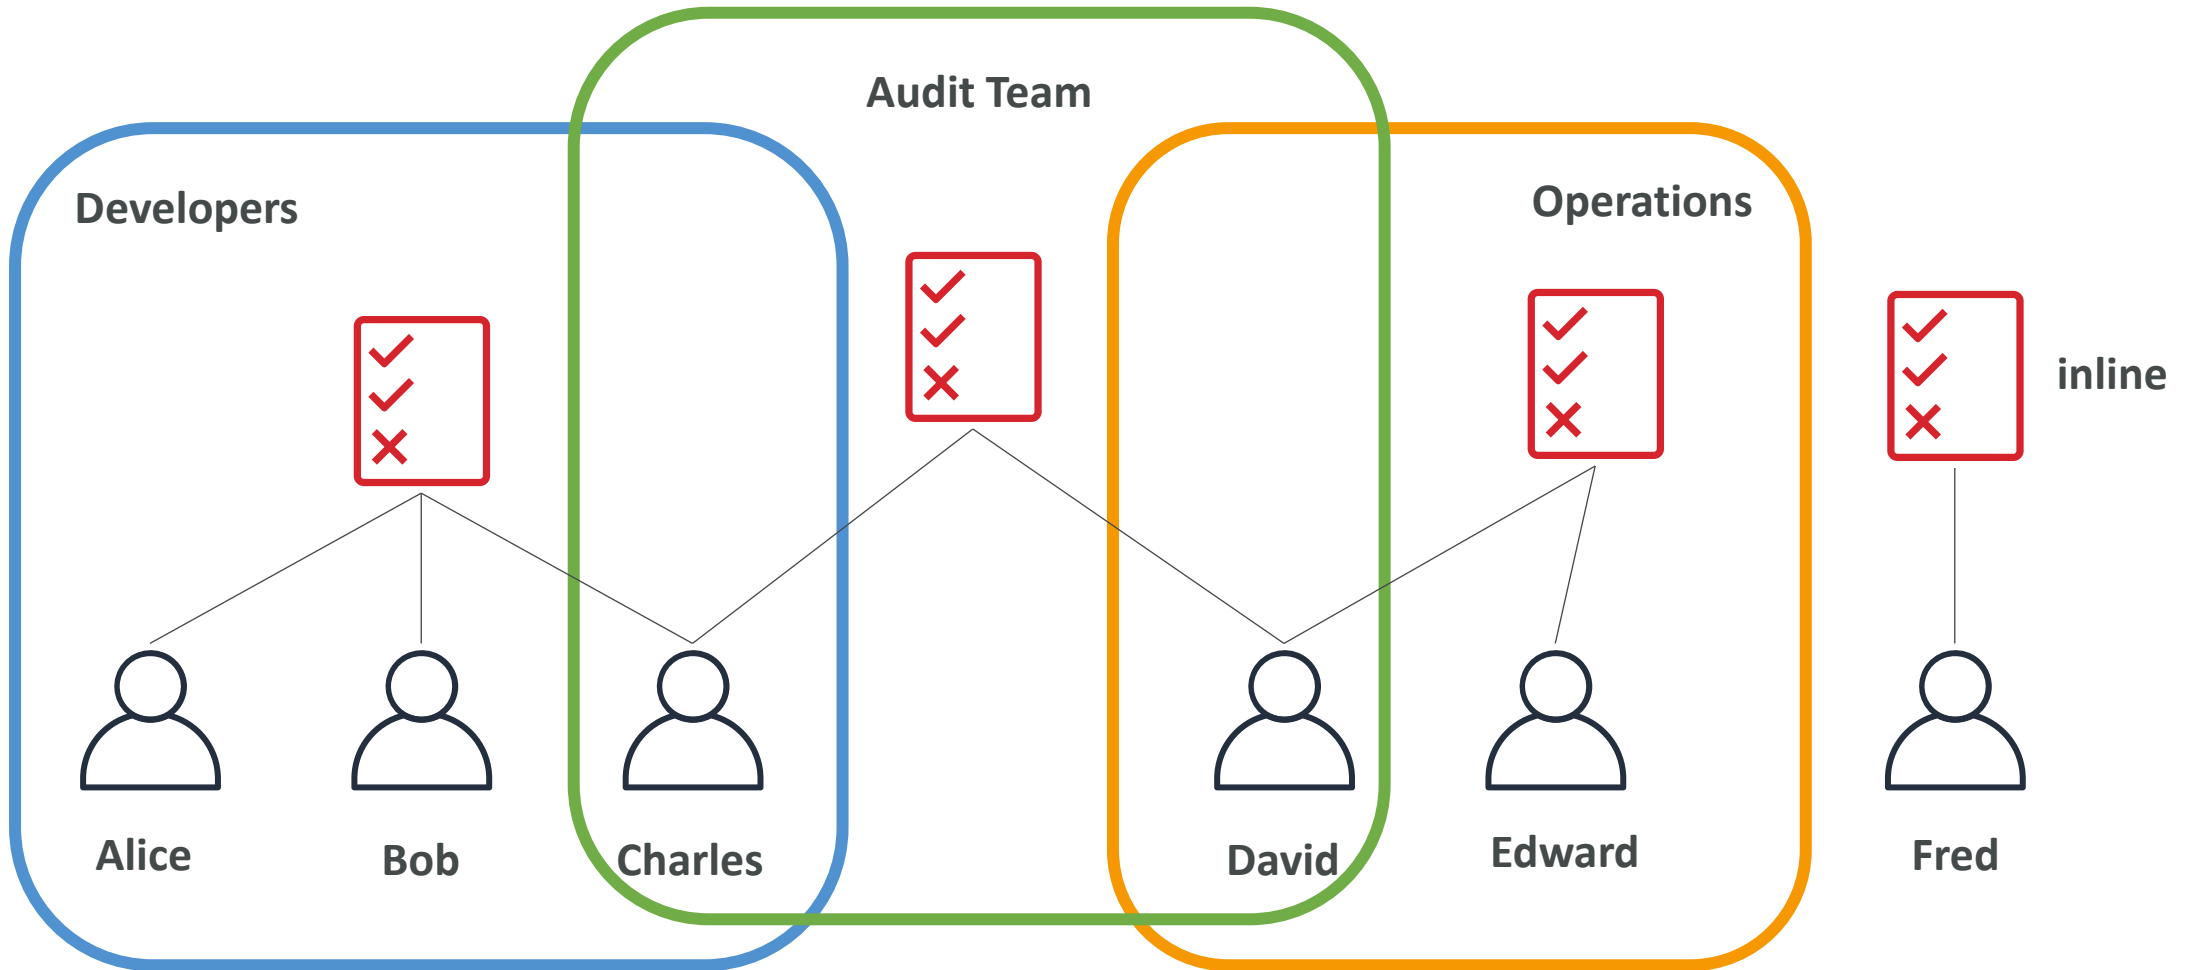 Audit Team
Developers
Operations
inline
Alice
Bob
Charles
David
Edward
Fred